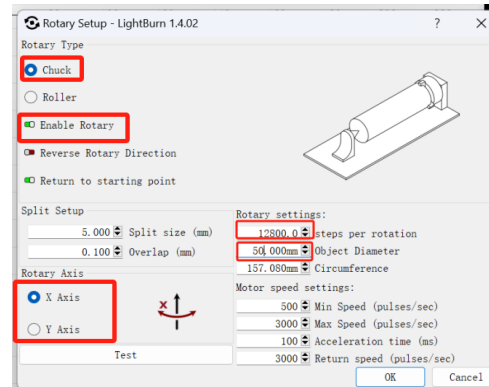 Rotary Setup - LightBurn 1.4.02
?
X
Rotary Type
Chuck
Roller
Enable Rotary
Reverse Rotary Direction
Return to starting point
Split Setup
5.000 Split size (mm)
0.100 Overlap (mm)
Rotary Axis
X Axis
Y Axis
X
Test
Rotary settings:
12800.0 steps per rotation
50.000mm Object Diameter
157.080mm Circumference
Motor speed settings:
500 Min Speed (pulses/sec)
3000 Max Speed (pulses/sec)
100 Acceleration time (ms)
3000 Return speed (pulses/sec)
OK
Cancel